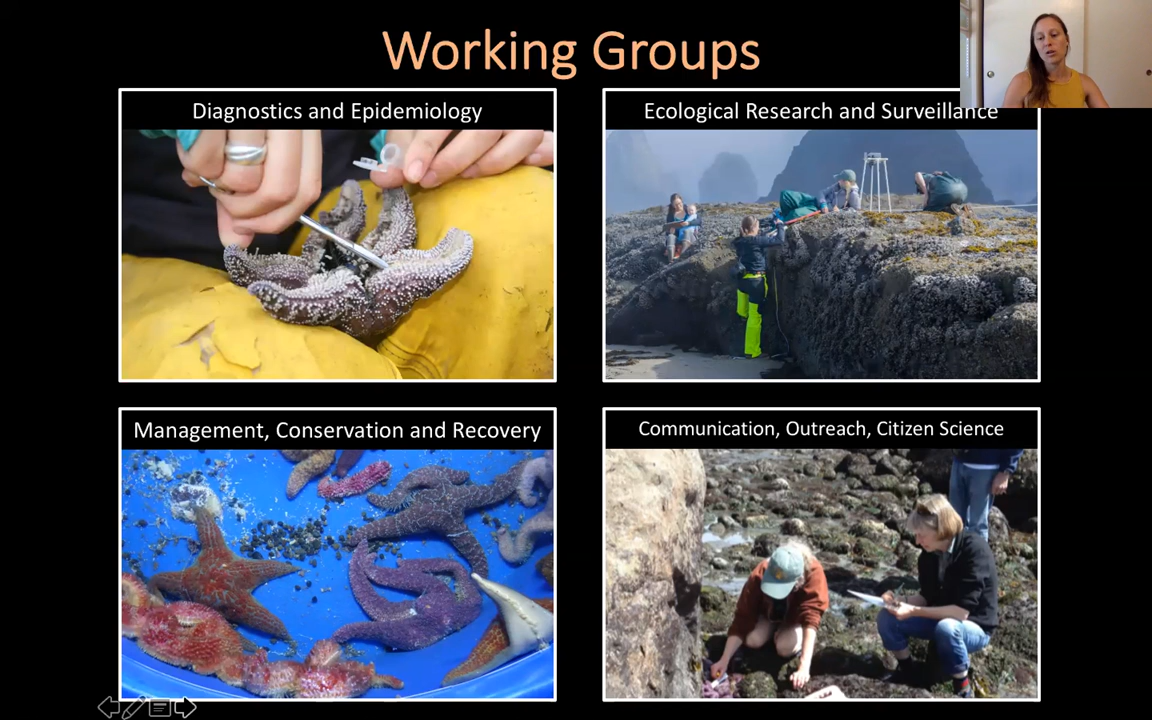 Working Groups
Diagnostics and Epidemiology
Ecological Research and Surveillance
Management, Conservation and Recovery
Communication, Outreach, Citizen Science